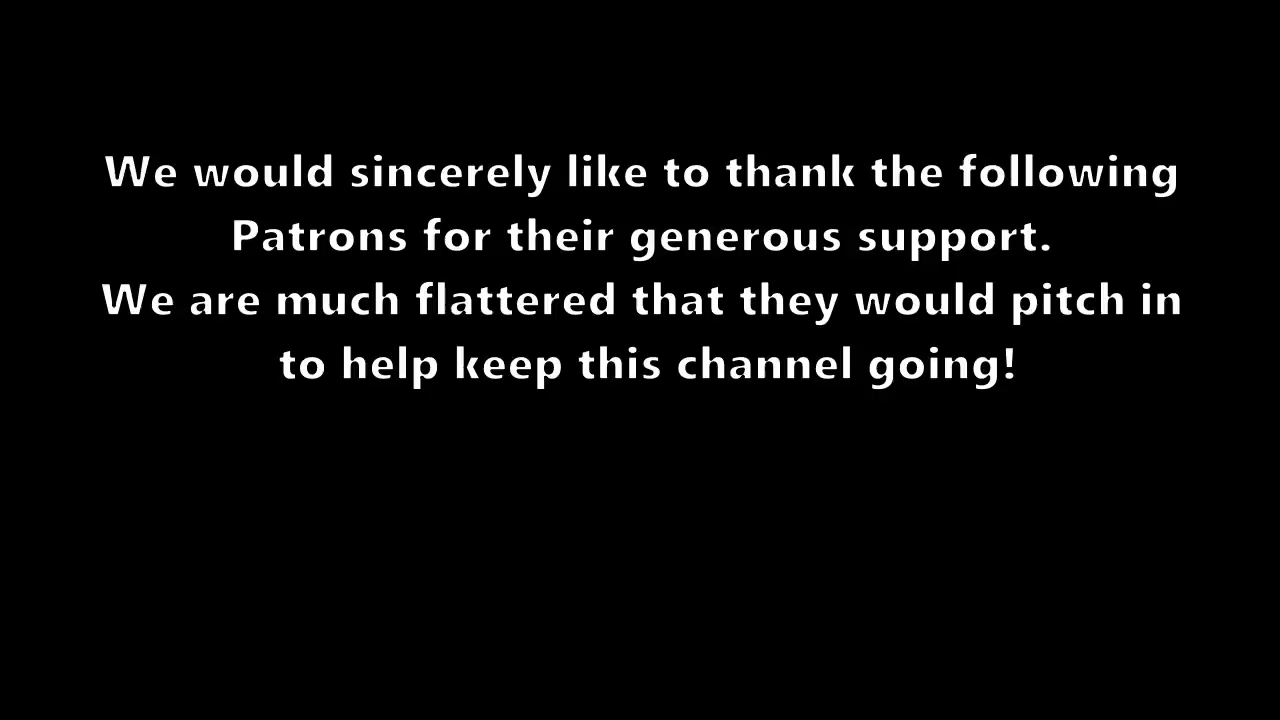 We would sincerely like to thank the following
Patrons for their generous support.
We are much flattered that they would pitch in
to help keep this channel going!